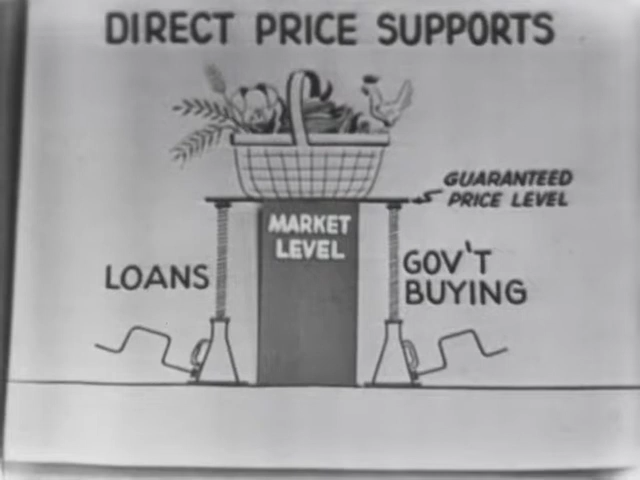 DIRECT PRICE SUPPORTS
GUARANTEED
PRICE LEVEL
MARKET
LEVEL
LOANS
GOV'T
BUYING